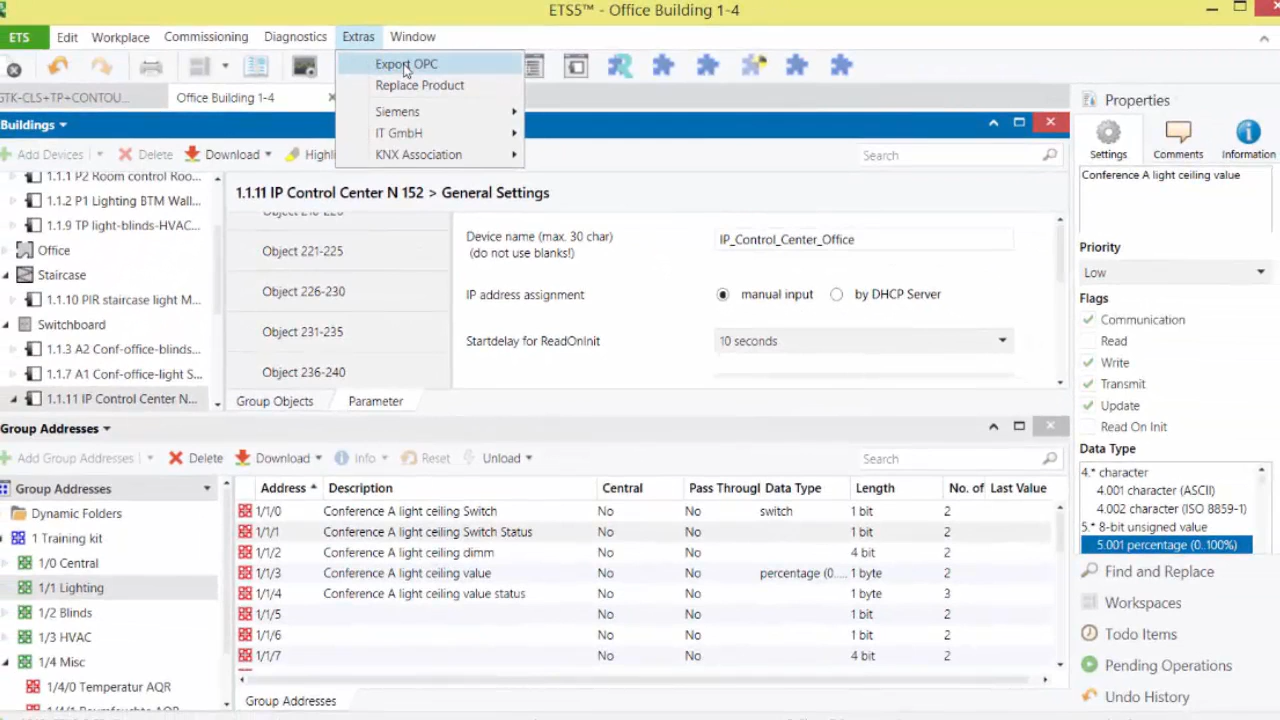 ETS5™ - Office Building 1-4
ETS Edit Workplace Commissioning Diagnostics Extras Window
Export OPC
Replace Product
Siemens
IT GmbH
KNX Association
GTK-CLS+TP+CONTOU...
Office Building 1-4
Buildings
Add Devices Delete Download Highli
Search
1.1.1 P2 Room control Roo...
1.1.2 P1 Lighting BTM Wall...
1.1.9 TP light-blinds-HVAC...
Office
Staircase
1.1.10 PIR staircase light M...
Switchboard
1.1.3 A2 Conf-office-blinds...
1.1.7 A1 Conf-office-light S...
1.1.11 IP Control Center N...
1.1.11 IP Control Center N 152 > General Settings
Object 216-220
Object 221-225
Object 226-230
Object 231-235
Object 236-240
Device name (max. 30 char)
(do not use blanks!)
IP_Control_Center_Office
IP address assignment
manual input by DHCP Server
Startdelay for ReadOnInit
10 seconds
Group Objects Parameter
Group Addresses
Add Group Addresses Delete Download Info Reset Unload
Search
Group Addresses
Dynamic Folders
1 Training kit
1/0 Central
1/1 Lighting
1/2 Blinds
1/3 HVAC
1/4 Misc
1/4/0 Temperatur AQR
1/4/1 Raumfeuchte AQR
Address Description Central Pass Througl Data Type Length No. of Last Value
1/1/0 Conference A light ceiling Switch No No switch 1 bit 2
1/1/1 Conference A light ceiling Switch Status No No 1 bit 2
1/1/2 Conference A light ceiling dimm No No 4 bit 2
1/1/3 Conference A light ceiling value No No percentage (0.... 1 byte 2
1/1/4 Conference A light ceiling value status No No 1 byte 3
1/1/5 No No 1 bit 2
1/1/6 No No 1 bit 2
1/1/7 No No 4 bit 2
Group Addresses
Properties
Settings Comments Information
Conference A light ceiling value
Priority
Low
Flags
Communication
Read
Write
Transmit
Update
Read On Init
Data Type
4.* character
4.001 character (ASCII)
4.002 character (ISO 8859-1)
5.* 8-bit unsigned value
5.001 percentage (0..100%)
Find and Replace
Workspaces
Todo Items
Pending Operations
Undo History